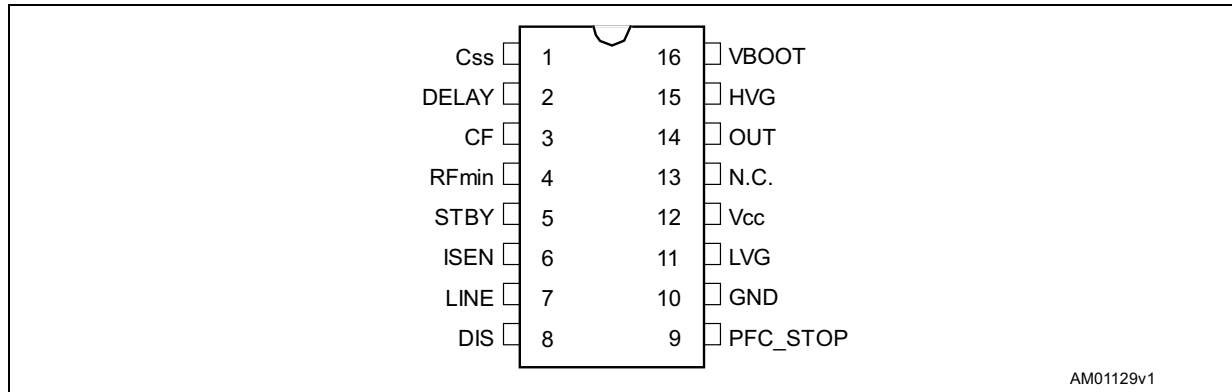 Css 1 16 VBOOT
DELAY 2 15 HVG
CF 3 14 OUT
RFmin 4 13 N.C.
STBY 5 12 Vcc
ISEN 6 11 LVG
LINE 7 10 GND
DIS 8 9 PFC_STOP
AM01129v1